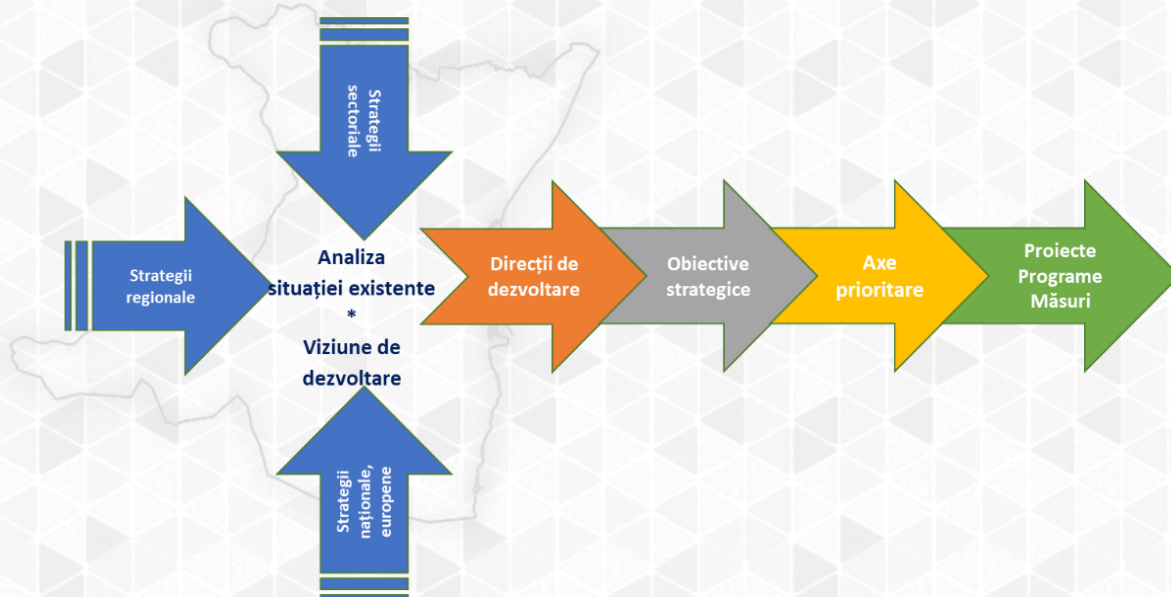 Strategii
sectoriale
Strategii
regionale
Analiza
situației existente
*
Viziune de
dezvoltare
Strategii
naționale,
europene
Direcții de
dezvoltare
Obiective
strategice
Axe
prioritare
Proiecte
Programe
Măsuri